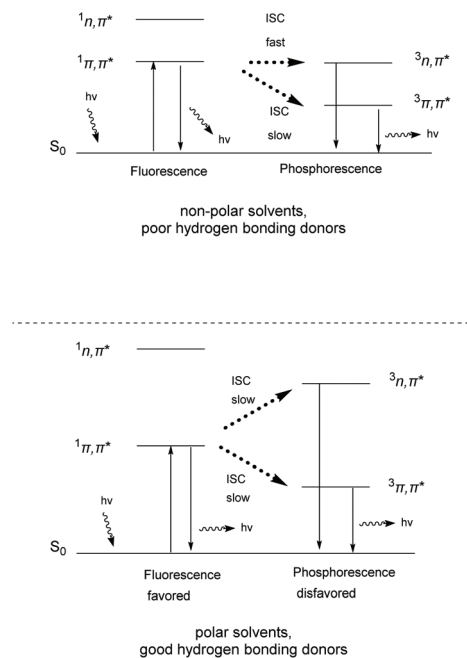 ¹n,π*
ISC
fast
¹π,π*
³n,π*
³π,π*
hν
hν
ISC
slow
hν
S₀
Fluorescence
Phosphorescence
non-polar solvents,
poor hydrogen bonding donors
¹n,π*
ISC
slow
³n,π*
¹π,π*
ISC
slow
³π,π*
hν
hν
hν
S₀
Fluorescence
favored
Phosphorescence
disfavored
polar solvents,
good hydrogen bonding donors